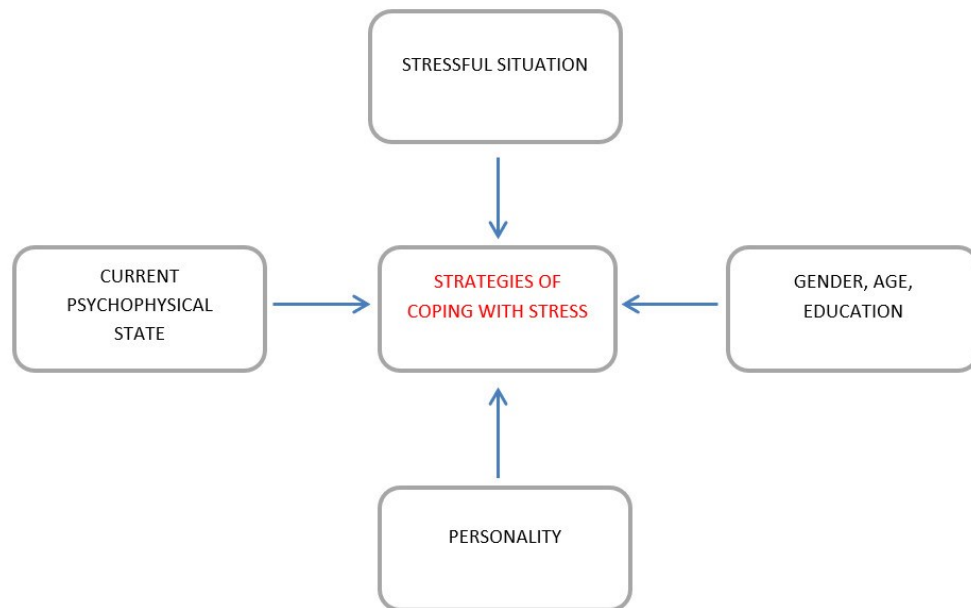 STRESSFUL SITUATION
CURRENT
PSYCHOPHYSICAL
STATE
STRATEGIES OF
COPING WITH STRESS
GENDER, AGE,
EDUCATION
PERSONALITY